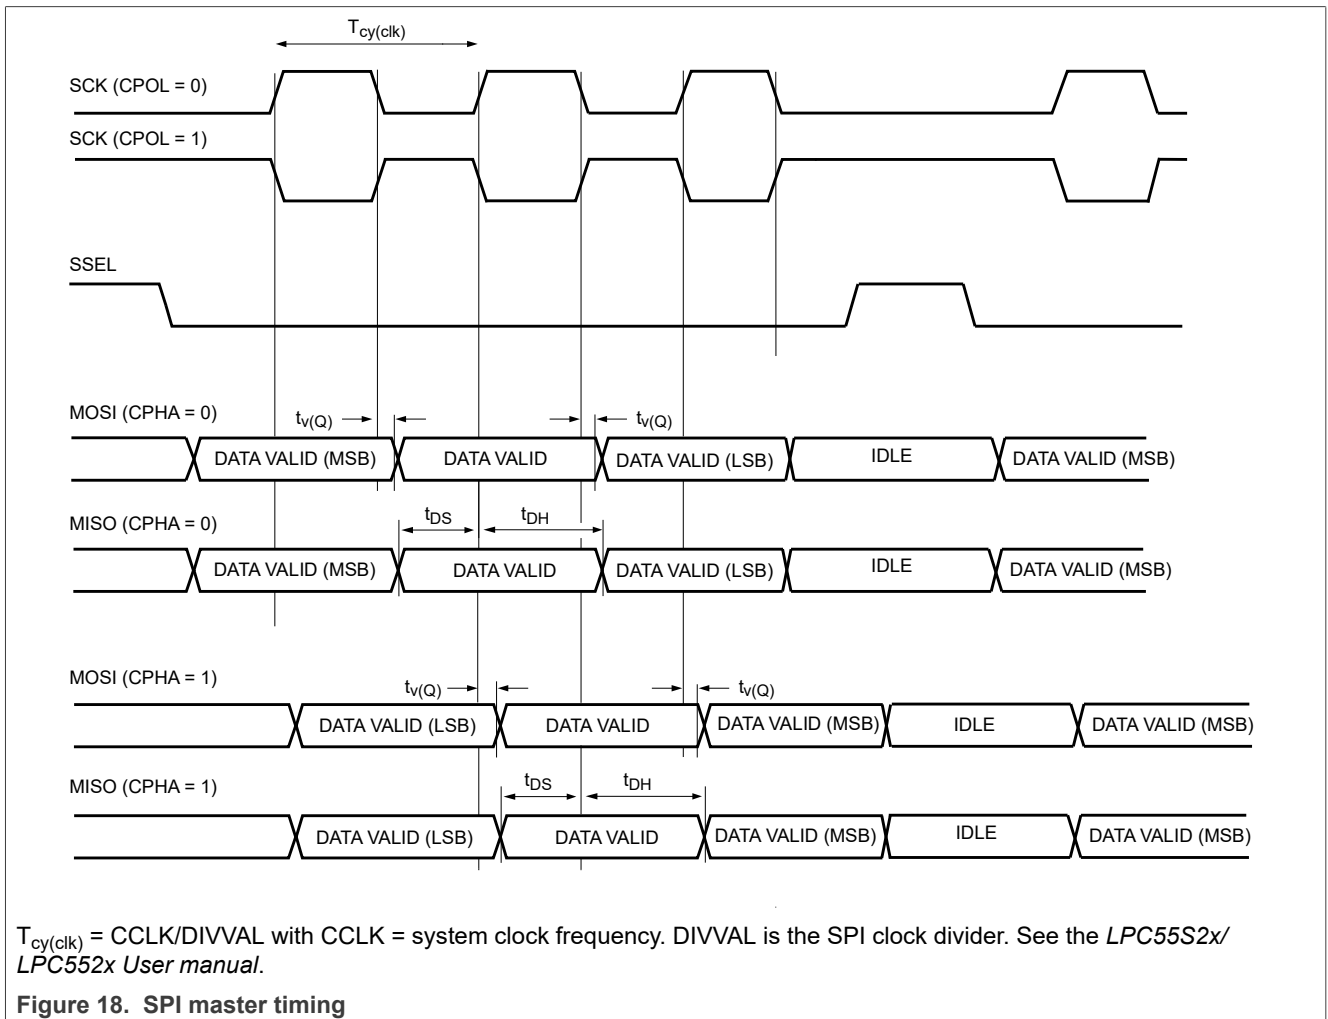 Tcy(clk)
SCK (CPOL = 0)
SCK (CPOL = 1)
SSEL
MOSI (CPHA = 0)
tv(Q) tv(Q)
DATA VALID (MSB) DATA VALID DATA VALID (LSB) IDLE DATA VALID (MSB)
MISO (CPHA = 0)
tDS tDH
DATA VALID (MSB) DATA VALID DATA VALID (LSB) IDLE DATA VALID (MSB)
MOSI (CPHA = 1)
tv(Q) tv(Q)
DATA VALID (LSB) DATA VALID DATA VALID (MSB) IDLE DATA VALID (MSB)
MISO (CPHA = 1)
tDS tDH
DATA VALID (LSB) DATA VALID DATA VALID (MSB) IDLE DATA VALID (MSB)
Tcy(clk) = CCLK/DIVVAL with CCLK = system clock frequency. DIVVAL is the SPI clock divider. See the LPC55S2x/
LPC552x User manual.
Figure 18. SPI master timing